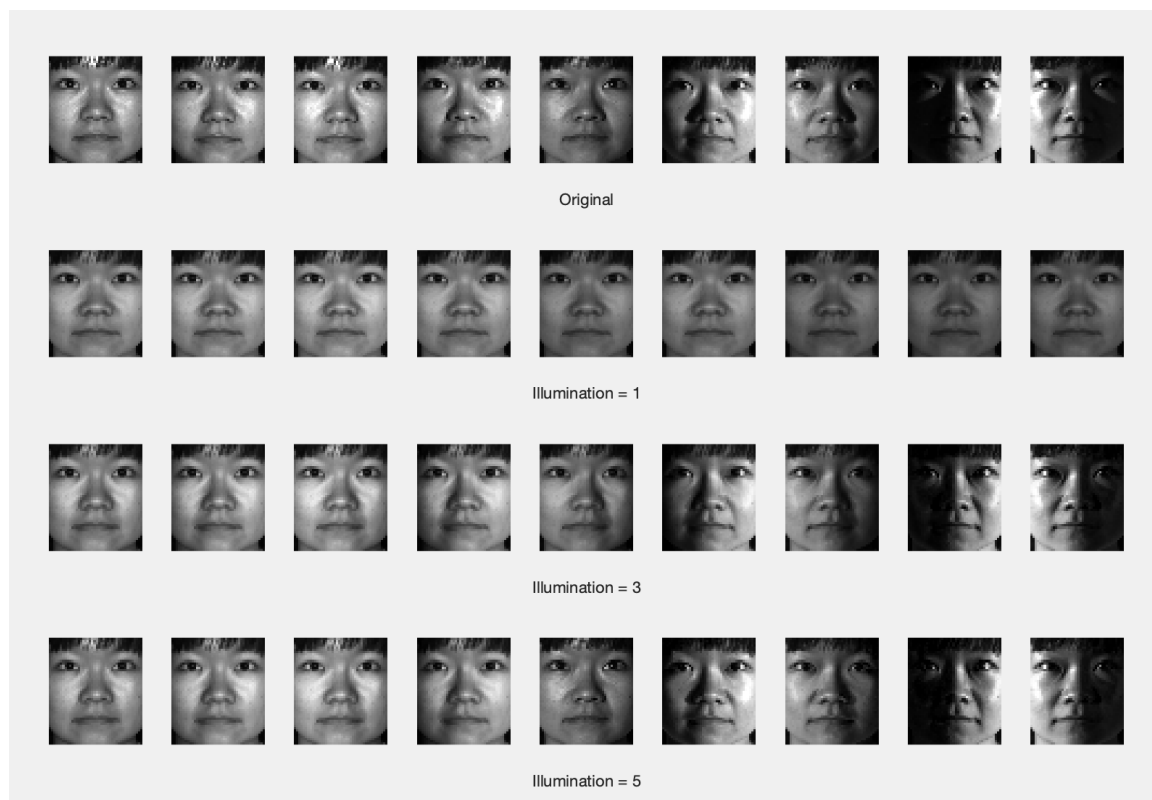 Original
Illumination = 1
Illumination = 3
Illumination = 5